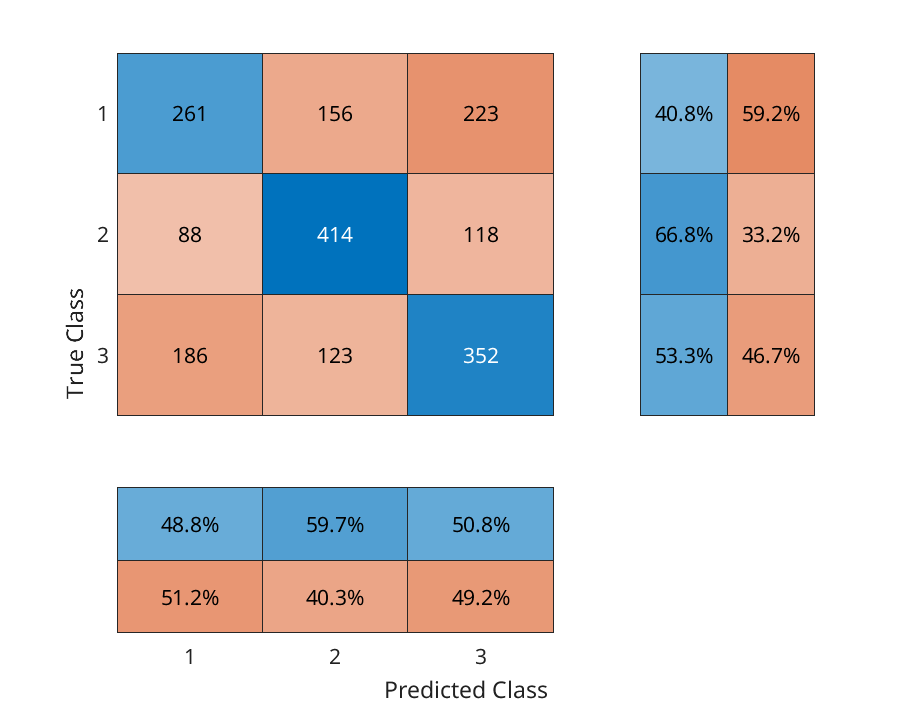 1 261 156 223 40.8% 59.2%
2 88 414 118 66.8% 33.2%
3 186 123 352 53.3% 46.7%
True Class
48.8% 59.7% 50.8%
51.2% 40.3% 49.2%
1 2 3
Predicted Class